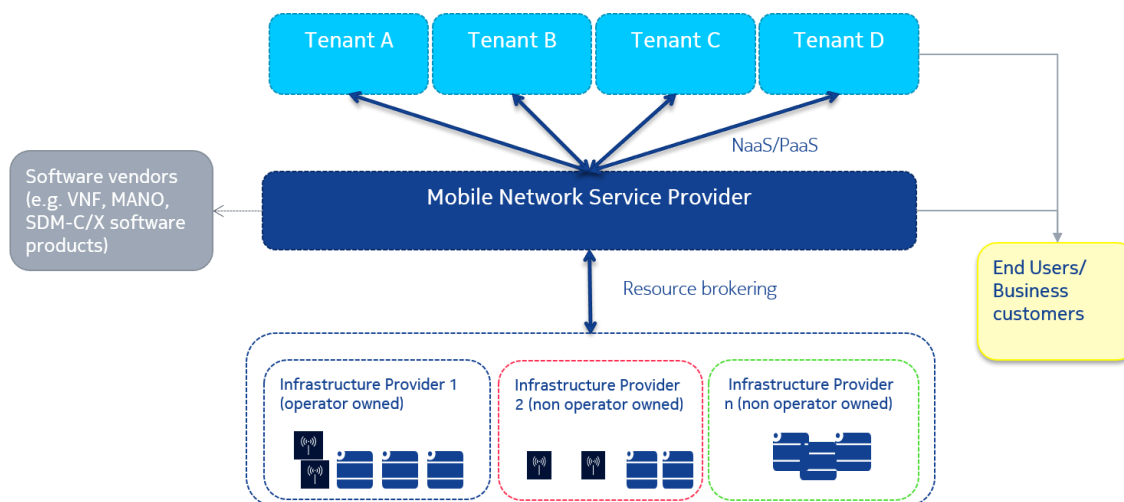 Tenant A
Tenant B
Tenant C
Tenant D
NaaS/PaaS
Software vendors
(e.g. VNF, MANO,
SDM-C/X software
products)
Mobile Network Service Provider
End Users/
Business
customers
Resource brokering
Infrastructure Provider 1
(operator owned)
Infrastructure Provider
2 (non operator owned)
Infrastructure Provider
n (non operator owned)